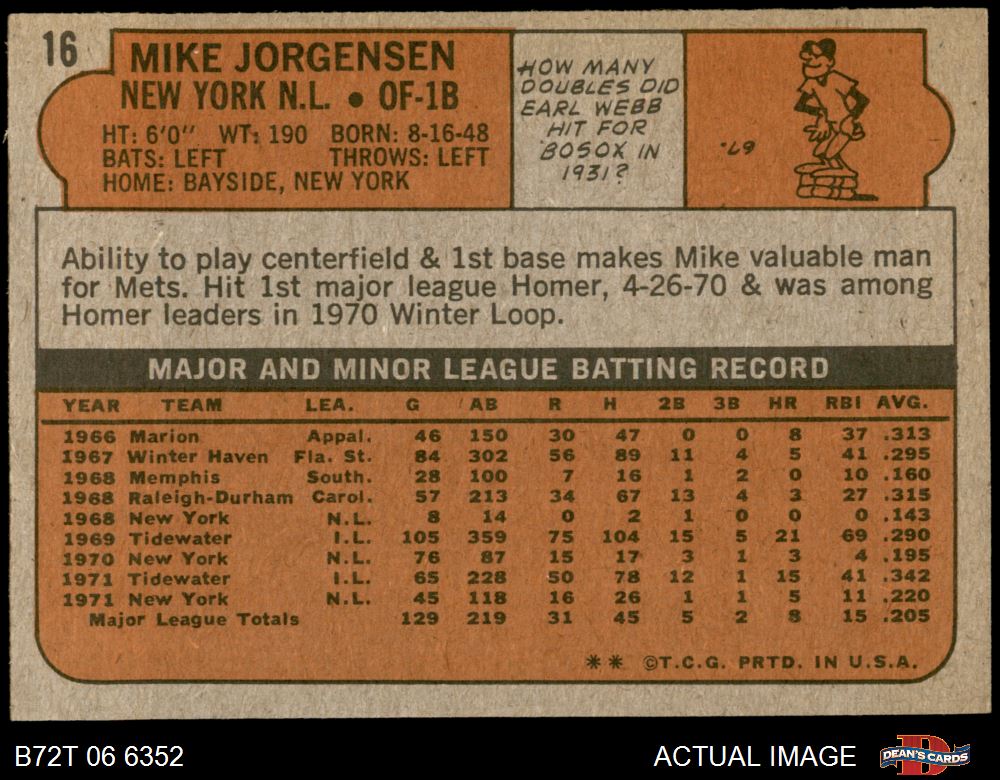 16
MIKE JORGENSEN
NEW YORK N.L. • OF-1B
HT: 6'0" WT: 190 BORN: 8-16-48
BATS: LEFT THROWS: LEFT
HOME: BAYSIDE, NEW YORK
HOW MANY
DOUBLES DID
EARL WEBB
HIT FOR
BOSOX IN
1931?
.67
Ability to play centerfield & 1st base makes Mike valuable man
for Mets. Hit 1st major league Homer, 4-26-70 & was among
Homer leaders in 1970 Winter Loop.
MAJOR AND MINOR LEAGUE BATTING RECORD
YEAR TEAM LEA. G AB R H 2B 3B HR RBI AVG.
1966 Marion Appal. 46 150 30 47 0 0 8 37 .313
1967 Winter Haven Fla. St. 84 302 56 89 11 4 5 41 .295
1968 Memphis South. 28 100 7 16 1 2 0 10 .160
1968 Raleigh-Durham Carol. 57 213 34 67 13 4 3 27 .315
1968 New York N.L. 8 14 0 2 1 0 0 0 .143
1969 Tidewater I.L. 105 359 75 104 15 5 21 69 .290
1970 New York N.L. 76 87 15 17 3 1 3 4 .195
1971 Tidewater I.L. 65 228 50 78 12 1 15 41 .342
1971 New York N.L. 45 118 16 26 1 1 5 11 .220
Major League Totals 129 219 31 45 5 2 8 15 .205
** ©T.C.G. PRTD. IN U.S.A.
B72T 06 6352 ACTUAL IMAGE D DEAN'S CARDS